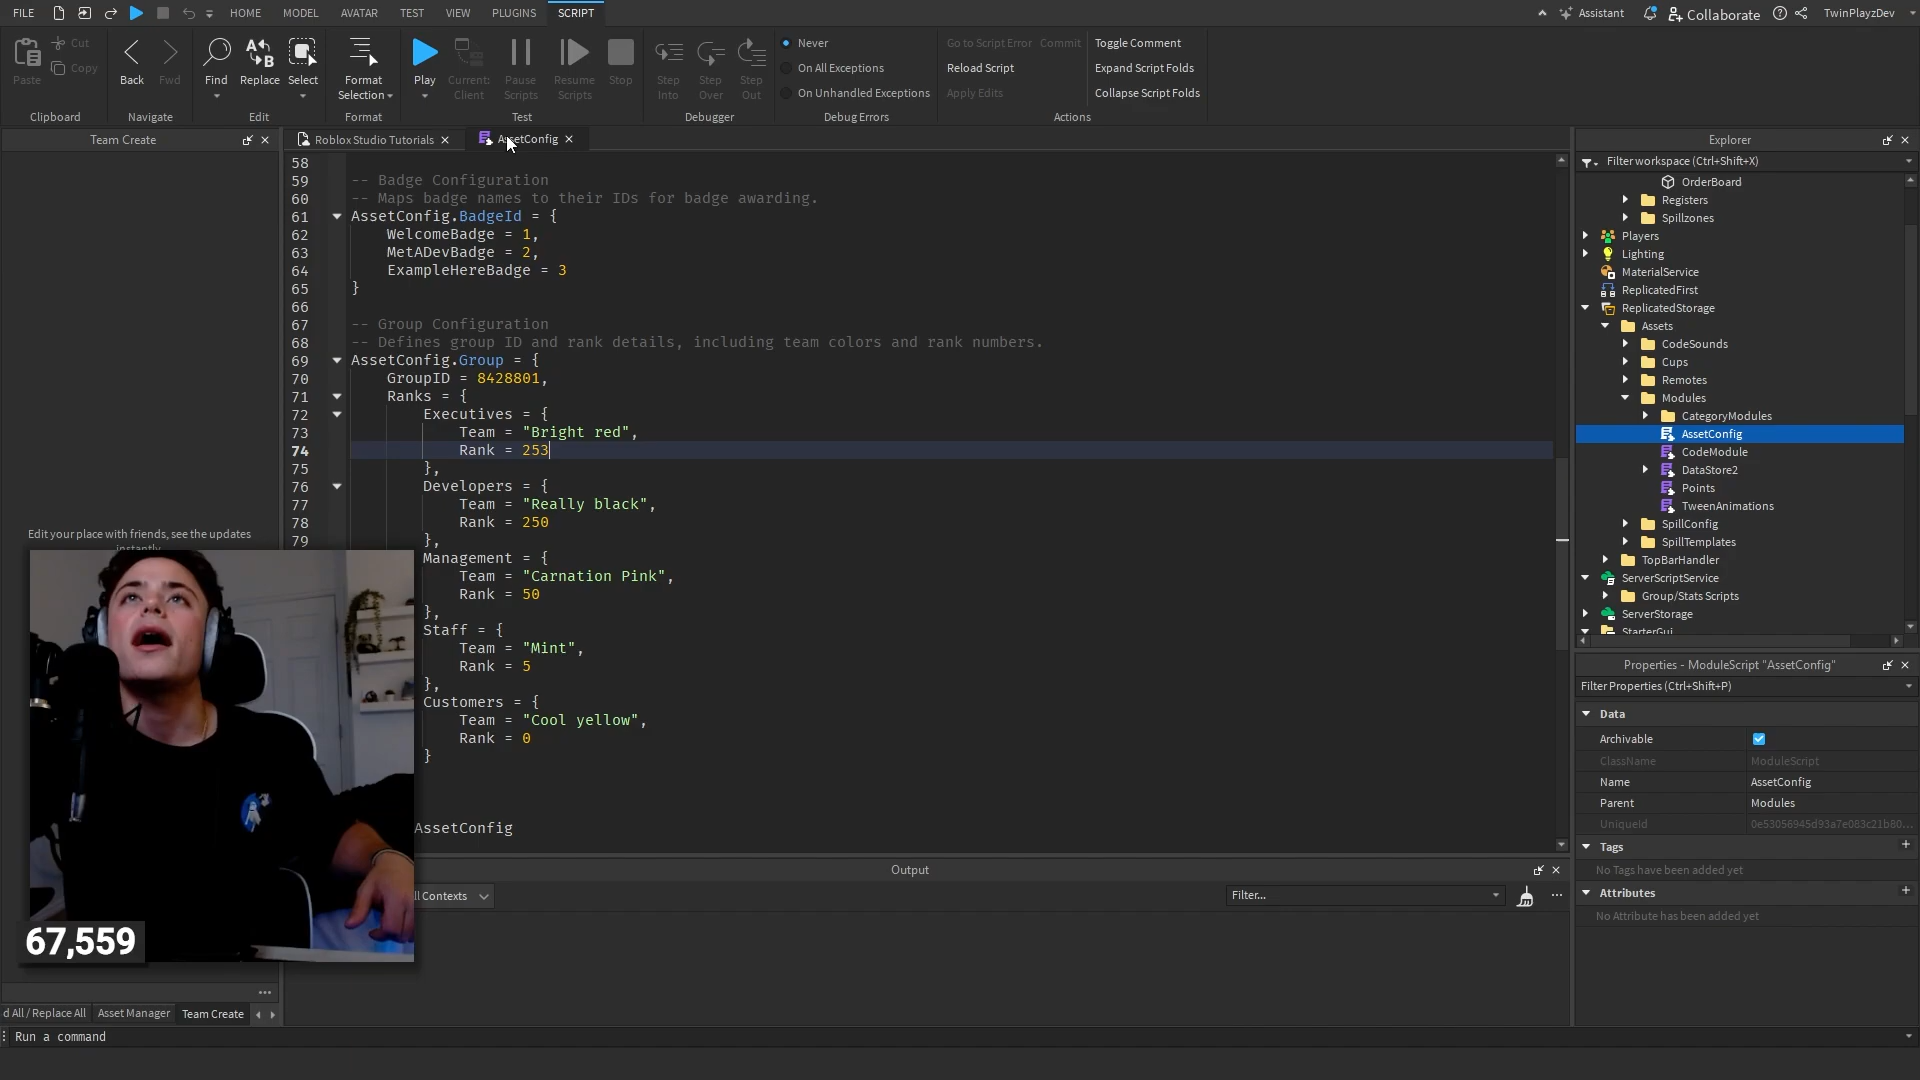 FILE HOME MODEL AVATAR TEST VIEW PLUGINS SCRIPT Assistant Collaborate TwinPlayzDev
Paste Cut Copy Back Fwd Find Replace Select Format Selection Play Current: Client Pause Scripts Resume Scripts Stop Step Into Step Over Step Out
Never
On All Exceptions
On Unhandled Exceptions
Go to Script Error Commit
Reload Script
Apply Edits
Toggle Comment
Expand Script Folds
Collapse Script Folds
Clipboard Navigate Edit Format Test Debugger Debug Errors Actions
Team Create
Edit your place with friends, see the updates
instantly
Roblox Studio Tutorials AssetConfig
58
59 -- Badge Configuration
60 -- Maps badge names to their IDs for badge awarding.
61 AssetConfig.BadgeId = {
62 WelcomeBadge = 1,
63 MetADevBadge = 2,
64 ExampleHereBadge = 3
65 }
66
67 -- Group Configuration
68 -- Defines group ID and rank details, including team colors and rank numbers.
69 AssetConfig.Group = {
70 GroupID = 8428801,
71 Ranks = {
72 Executives = {
73 Team = "Bright red",
74 Rank = 253
75 },
76 Developers = {
77 Team = "Really black",
78 Rank = 250
79 },
Management = {
Team = "Carnation Pink",
Rank = 50
},
Staff = {
Team = "Mint",
Rank = 5
},
Customers = {
Team = "Cool yellow",
Rank = 0
}
AssetConfig
67,559
Output
ll Contexts Filter...
Explorer
Filter workspace (Ctrl+Shift+X)
OrderBoard
Registers
Spillzones
Players
Lighting
MaterialService
ReplicatedFirst
ReplicatedStorage
Assets
CodeSounds
Cups
Remotes
Modules
CategoryModules
AssetConfig
CodeModule
DataStore2
Points
TweenAnimations
SpillConfig
SpillTemplates
TopBarHandler
ServerScriptService
Group/Stats Scripts
ServerStorage
StarterGui
Properties - ModuleScript "AssetConfig"
Filter Properties (Ctrl+Shift+P)
Data
Archivable
ClassName ModuleScript
Name AssetConfig
Parent Modules
UniqueId 0e53056945d93a7e083c21b80...
Tags
No Tags have been added yet
Attributes
No Attribute has been added yet
d All / Replace All Asset Manager Team Create
Run a command